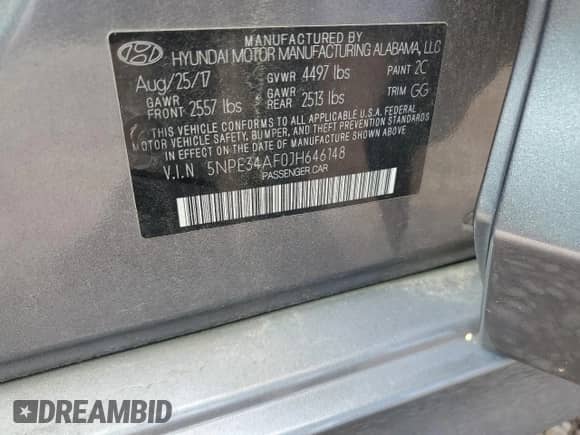 MANUFACTURED BY
HYUNDAI MOTOR MANUFACTURING ALABAMA, LLC
Aug/25/17 GVWR 4497 lbs PAINT 2C
GAWR FRONT 2557 lbs GAWR REAR 2513 lbs TRIM GG
THIS VEHICLE CONFORMS TO ALL APPLICABLE U.S.A. FEDERAL
MOTOR VEHICLE SAFETY, BUMPER, AND THEFT PREVENTION STANDARDS
IN EFFECT ON THE DATE OF MANUFACTURE SHOWN ABOVE.
V.I.N 5NPE34AF0JH646148
PASSENGER CAR
DREAMBID